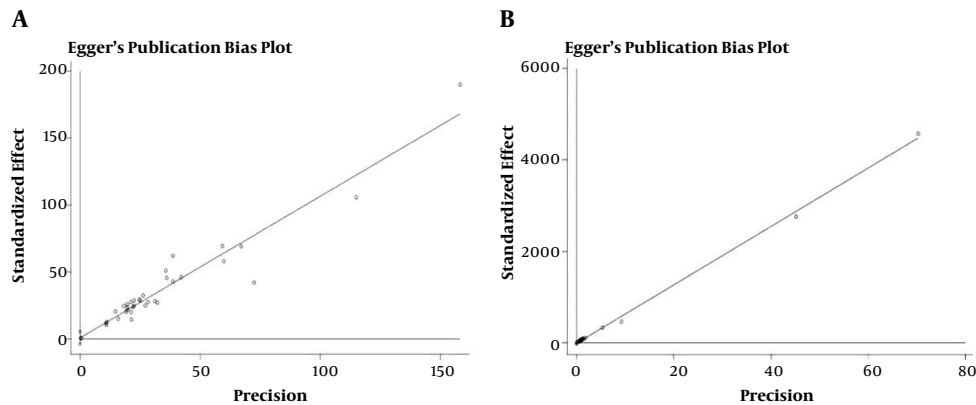 A
Egger's Publication Bias Plot
Standardized Effect
200
150
100
50
0
0
50
100
150
Precision
B
Egger's Publication Bias Plot
Standardized Effect
6000
4000
2000
0
0
20
40
60
80
Precision